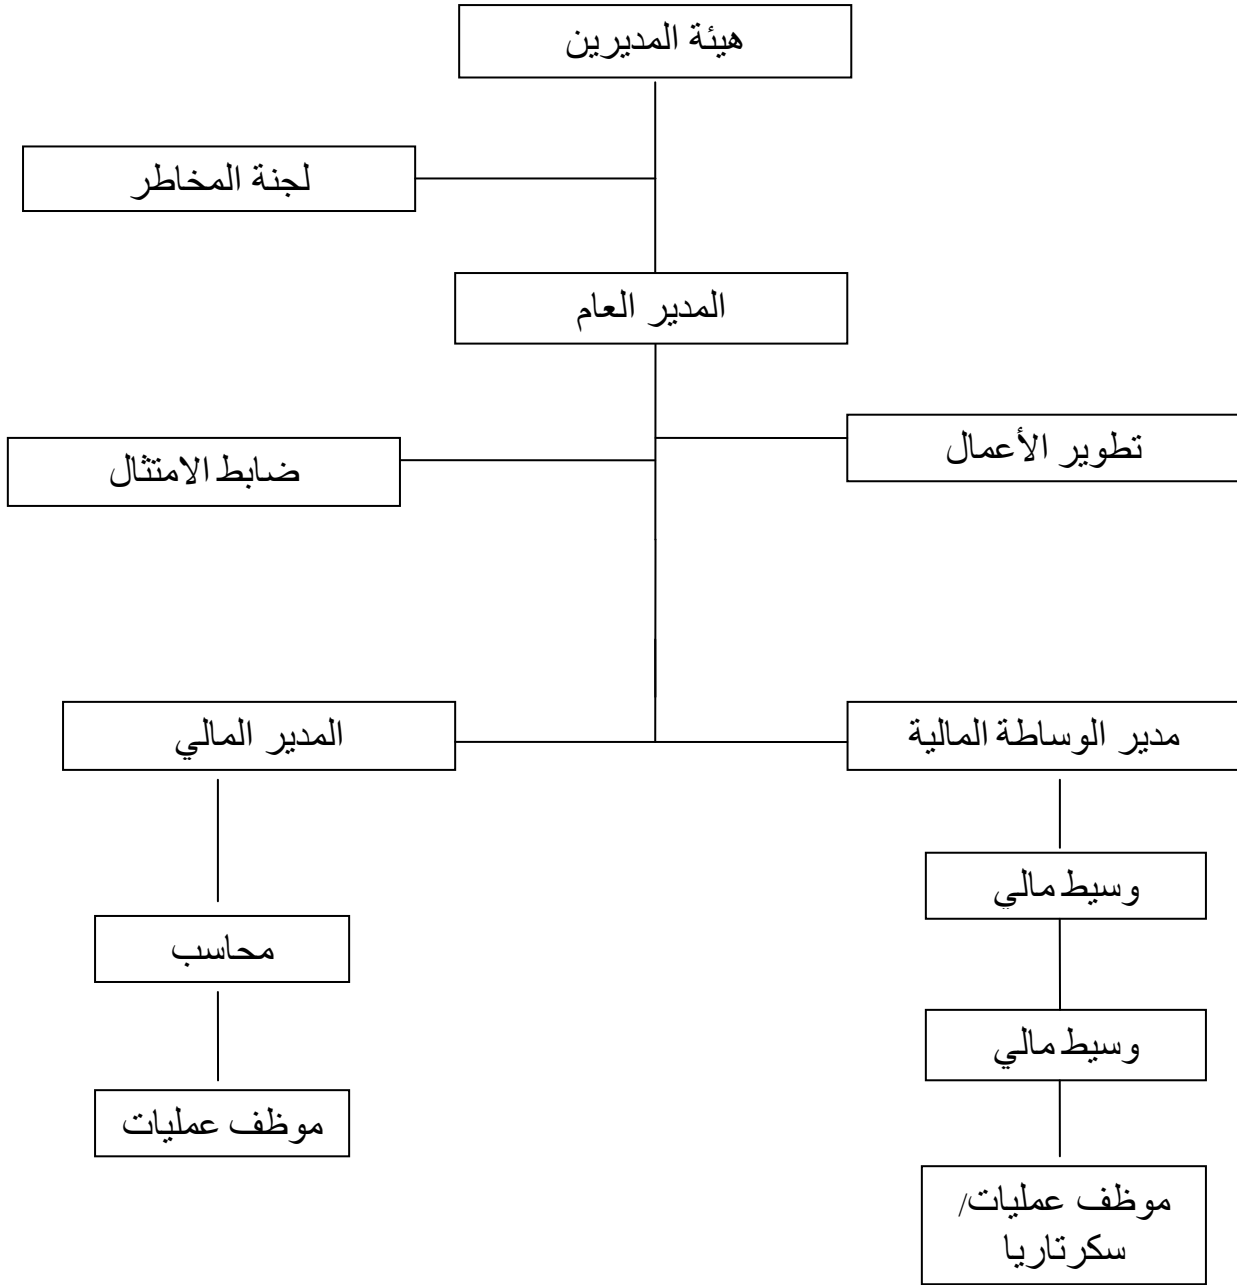 هيئة المديرين
لجنة المخاطر
المدير العام
تطوير الأعمال
ضابط الامتثال
مدير الوساطة المالية
المدير المالي
وسيط مالي
محاسب
وسيط مالي
موظف عمليات
موظف عمليات/
سكرتاريا